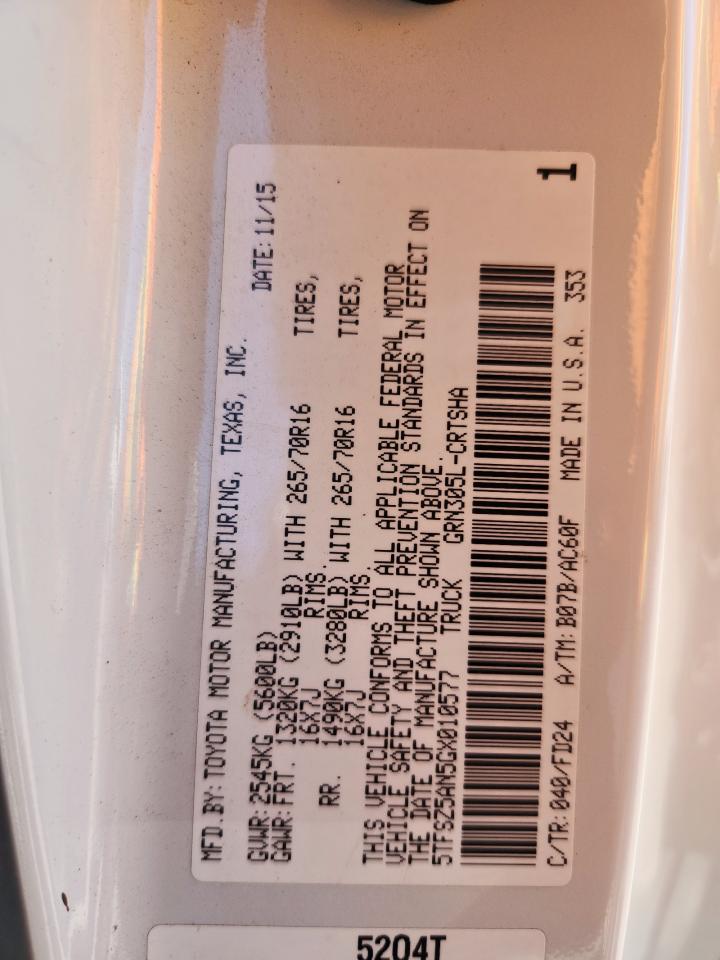 MFD.BY:TOYOTA MOTOR MANUFACTURING, TEXAS, INC.
DATE:11/15
GVWR:2545KG (5600LB)
GAWR:FRT. 1320KG (2910LB) WITH 265/70R16 TIRES,
16X7J RIMS.
RR. 1490KG (3280LB) WITH 265/70R16 TIRES,
16X7J RIMS.
THIS VEHICLE CONFORMS TO ALL APPLICABLE FEDERAL MOTOR
VEHICLE SAFETY AND THEFT PREVENTION STANDARDS IN EFFECT ON
THE DATE OF MANUFACTURE SHOWN ABOVE.
5TFSZ5AN5GX010577 TRUCK GRN305L-CRTSHA
C/TR:040/FD24 A/TM:B07B/AC60F MADE IN U.S.A. 353
1
5204T